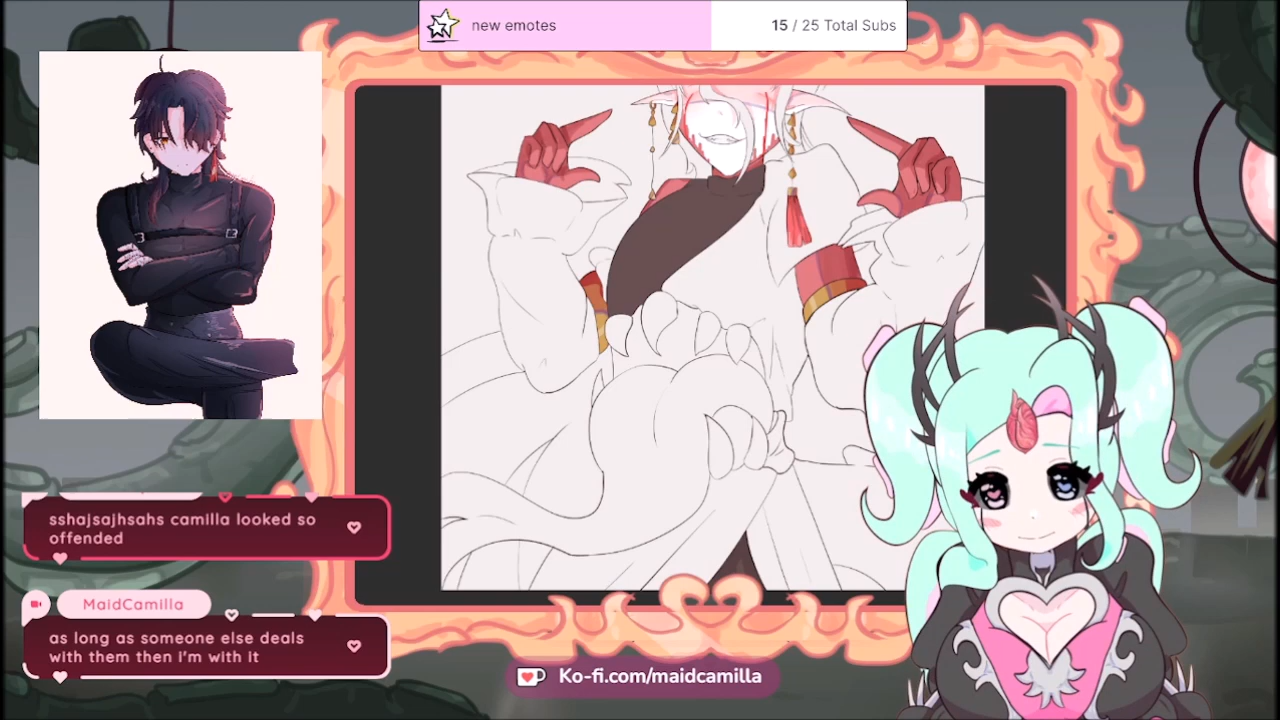 new emotes
15 / 25 Total Subs
sshajsajhsahs camilla looked so
offended
MaidCamilla
as long as someone else deals
with them then i'm with it
Ko-fi.com/maidcamilla